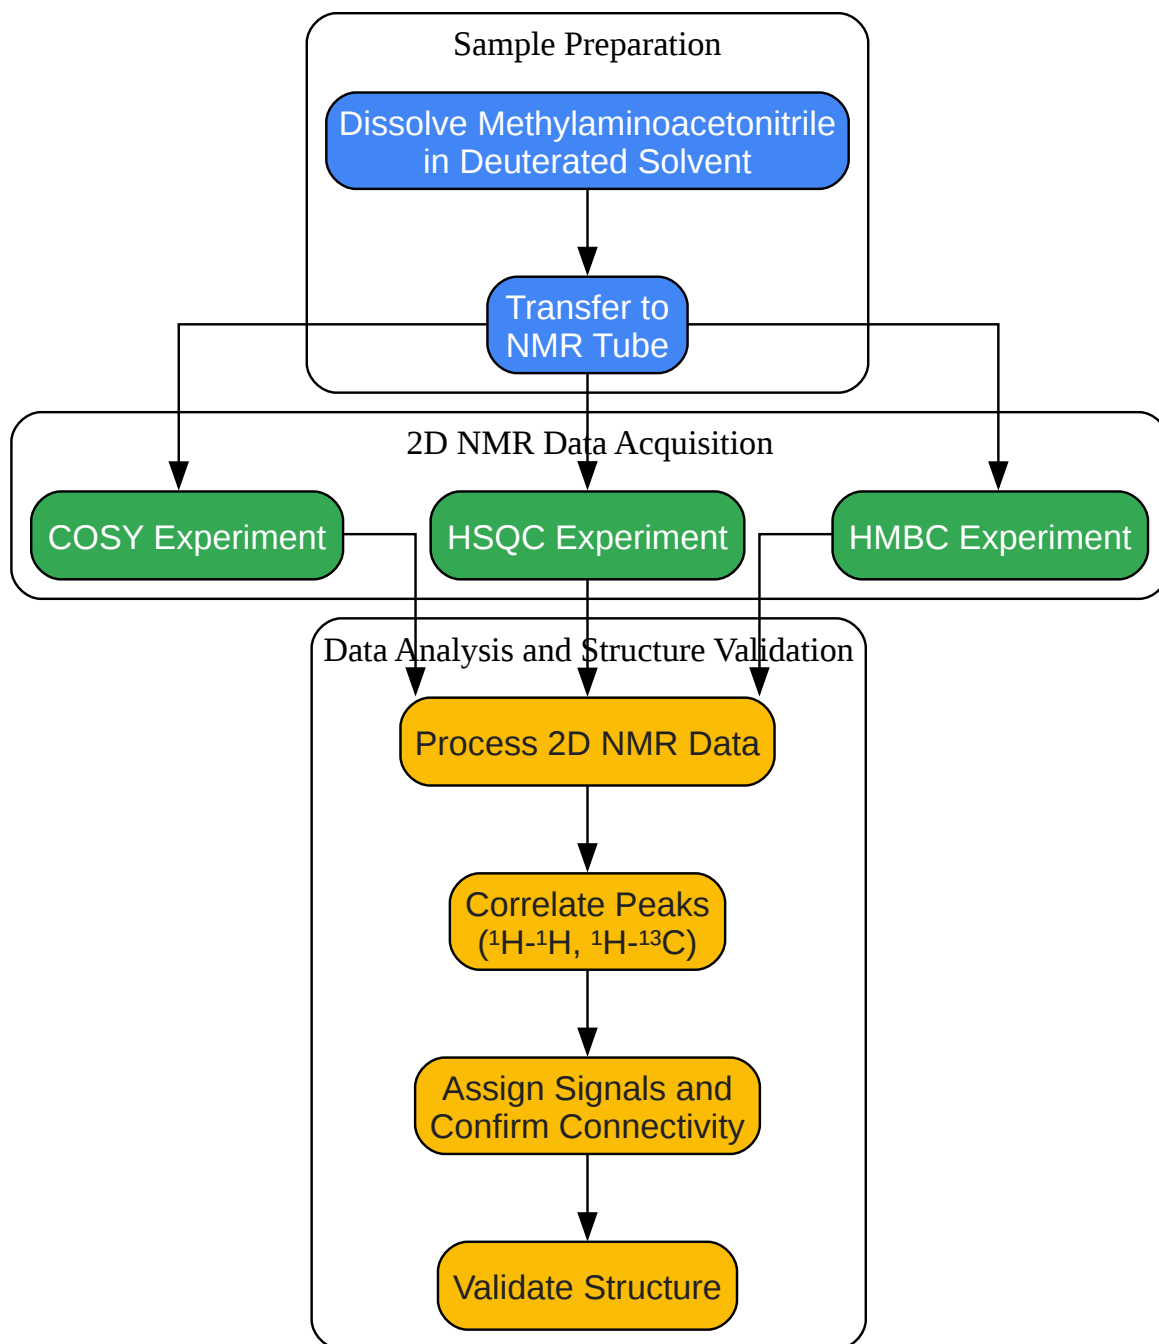 Sample Preparation
Dissolve Methylaminoacetonitrile
in Deuterated Solvent
Transfer to
NMR Tube
2D NMR Data Acquisition
COSY Experiment
HSQC Experiment
HMBC Experiment
Data Analysis and Structure Validation
Process 2D NMR Data
Correlate Peaks
(¹H-¹H, ¹H-¹³C)
Assign Signals and
Confirm Connectivity
Validate Structure